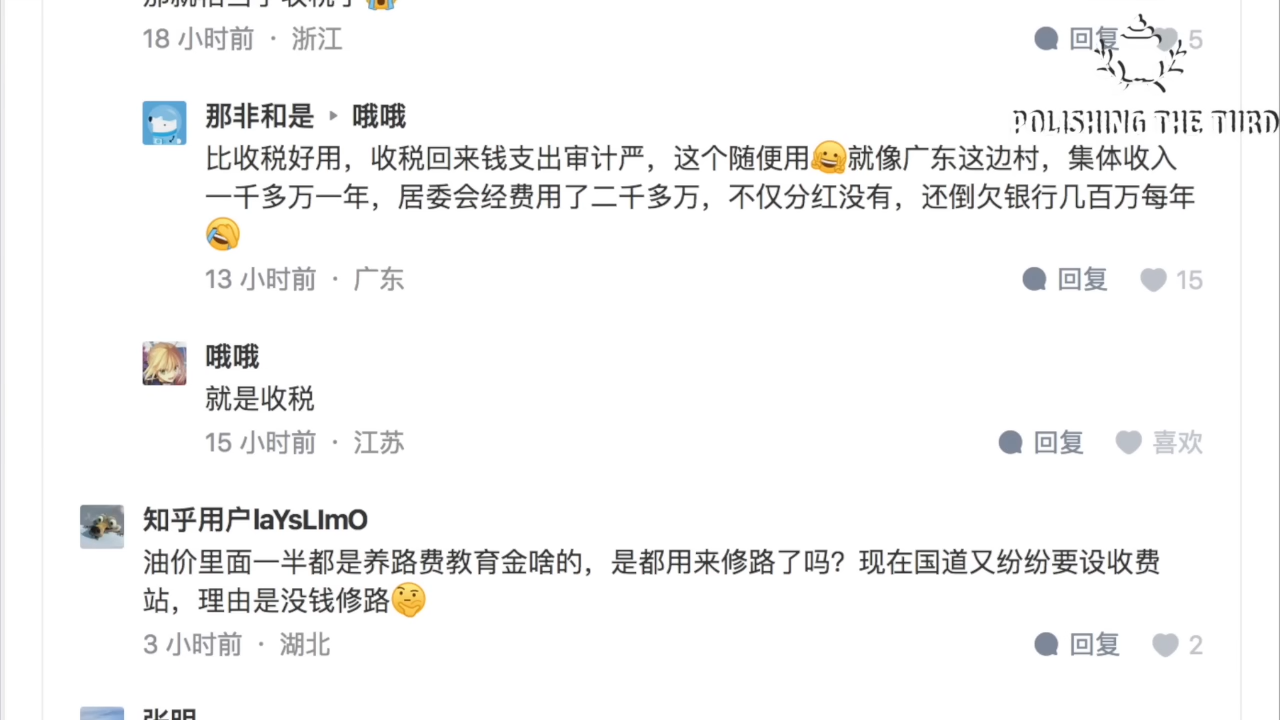 18 小时前 · 浙江
回复 5
POLISHING THE TURD
那非和是 ▸ 哦哦
比收税好用，收税回来钱支出审计严，这个随便用🤗就像广东这边村，集体收入
一千多万一年，居委会经费用了二千多万，不仅分红没有，还倒欠银行几百万每年
🤣
13 小时前 · 广东
回复 15
哦哦
就是收税
15 小时前 · 江苏
回复 喜欢
知乎用户laYsLlmO
油价里面一半都是养路费教育金啥的，是都用来修路了吗？现在国道又纷纷要设收费
站，理由是没钱修路🤔
3 小时前 · 湖北
回复 2
张明